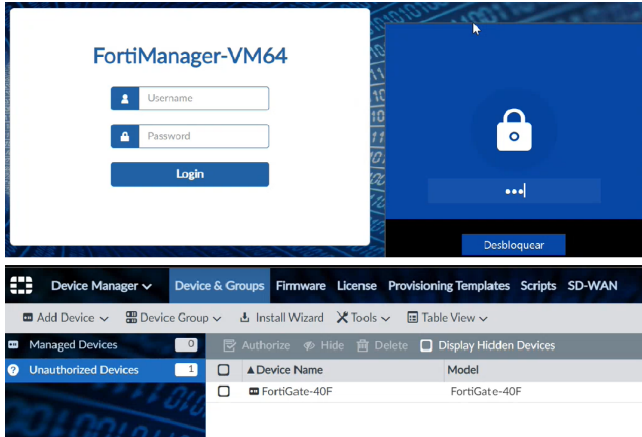 FortiManager-VM64
Username
Password
Login
•••
Desbloquear
Device Manager Device & Groups Firmware License Provisioning Templates Scripts SD-WAN
Add Device Device Group Install Wizard Tools Table View
Managed Devices 0 Authorize Hide Delete Display Hidden Devices
Unauthorized Devices 1 Device Name Model
FortiGate-40F FortiGate-40F